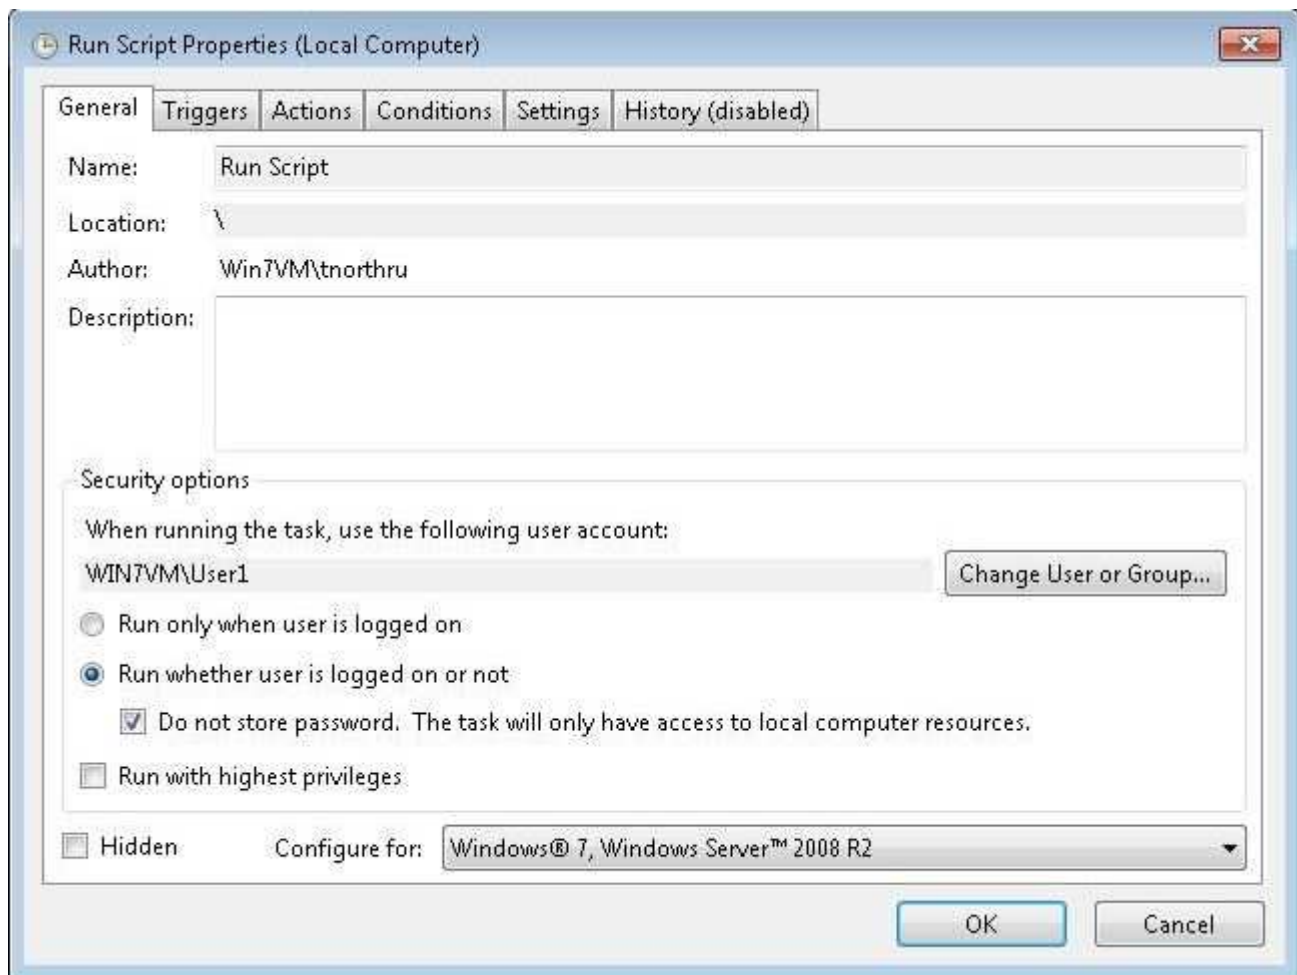 Run Script Properties (Local Computer)
General Triggers Actions Conditions Settings History (disabled)
Name: Run Script
Location: \
Author: Win7VM\tnorthru
Description:
Security options
When running the task, use the following user account:
WIN7VM\User1 Change User or Group...
Run only when user is logged on
Run whether user is logged on or not
Do not store password. The task will only have access to local computer resources.
Run with highest privileges
Hidden Configure for: Windows® 7, Windows Server™ 2008 R2
OK Cancel